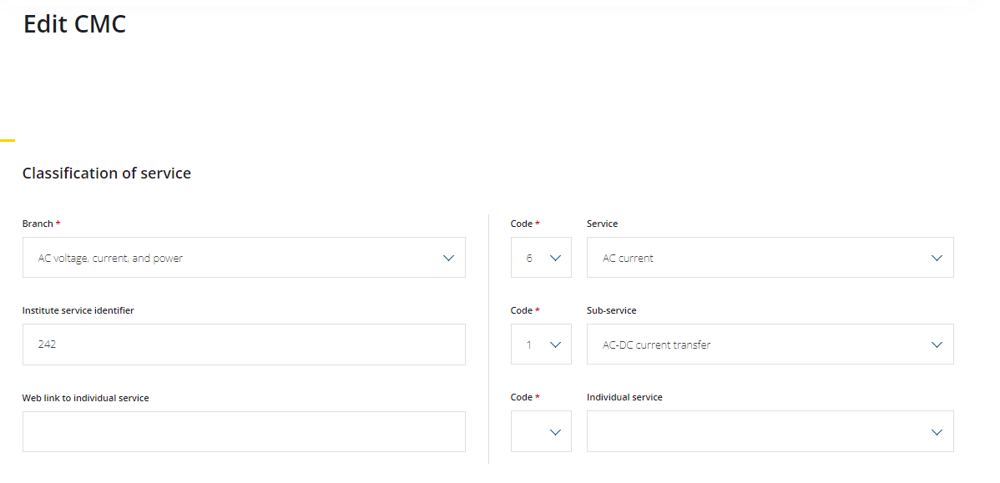 Edit CMC
Classification of service
Branch *
AC voltage, current, and power
Code *
6
Service
AC current
Institute service identifier
242
Code *
1
Sub-service
AC-DC current transfer
Web link to individual service
Code *
Individual service